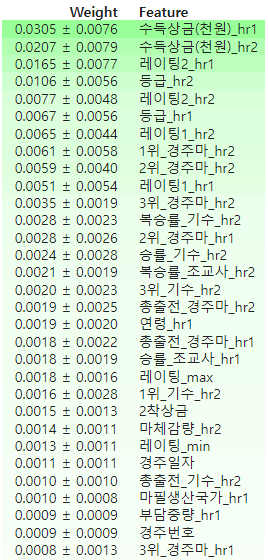 Weight Feature
0.0305 ± 0.0076 수득상금(천원)_hr1
0.0207 ± 0.0079 수득상금(천원)_hr2
0.0165 ± 0.0077 레이팅2_hr1
0.0106 ± 0.0056 등급_hr2
0.0077 ± 0.0048 레이팅2_hr2
0.0067 ± 0.0056 등급_hr1
0.0065 ± 0.0044 레이팅1_hr2
0.0061 ± 0.0058 1위_경주마_hr2
0.0059 ± 0.0040 2위_경주마_hr2
0.0051 ± 0.0054 레이팅1_hr1
0.0035 ± 0.0019 3위_경주마_hr2
0.0028 ± 0.0023 복승률_기수_hr2
0.0028 ± 0.0026 2위_경주마_hr1
0.0024 ± 0.0028 승률_기수_hr2
0.0021 ± 0.0019 복승률_조교사_hr2
0.0020 ± 0.0023 3위_기수_hr2
0.0019 ± 0.0025 총출전_경주마_hr2
0.0019 ± 0.0020 연령_hr1
0.0018 ± 0.0022 총출전_경주마_hr1
0.0018 ± 0.0019 승률_조교사_hr1
0.0018 ± 0.0016 레이팅_max
0.0016 ± 0.0028 1위_기수_hr2
0.0015 ± 0.0013 2착상금
0.0014 ± 0.0011 마체감량_hr2
0.0013 ± 0.0011 레이팅_min
0.0011 ± 0.0011 경주일자
0.0010 ± 0.0010 총출전_기수_hr2
0.0010 ± 0.0008 마필생산국가_hr1
0.0009 ± 0.0009 부담중량_hr1
0.0009 ± 0.0009 경주번호
0.0008 ± 0.0013 3위_경주마_hr1